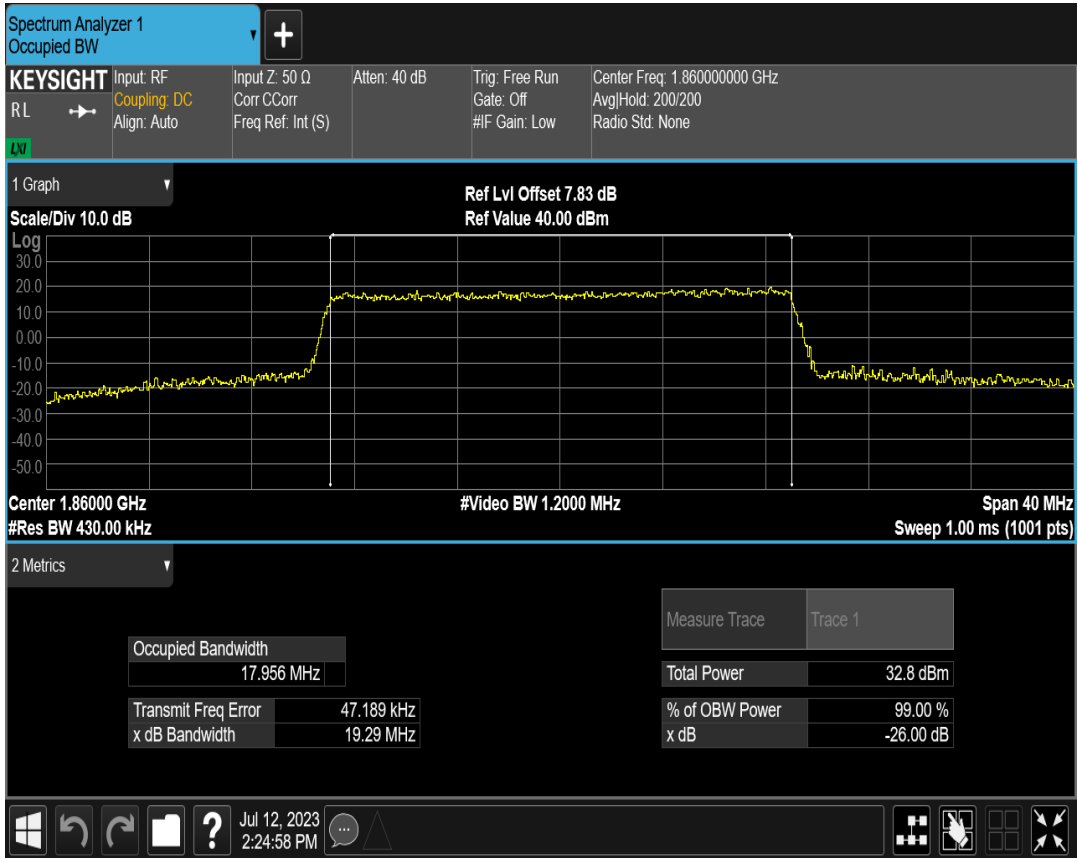 Spectrum Analyzer 1
Occupied BW
KEYSIGHT
R L
LXI
Input: RF
Coupling: DC
Align: Auto
Input Z: 50 Ω
Corr CCorr
Freq Ref: Int (S)
Atten: 40 dB
Trig: Free Run
Gate: Off
#IF Gain: Low
Center Freq: 1.860000000 GHz
Avg|Hold: 200/200
Radio Std: None
1 Graph
Scale/Div 10.0 dB
Ref Lvl Offset 7.83 dB
Ref Value 40.00 dBm
Log
30.0
20.0
10.0
0.00
-10.0
-20.0
-30.0
-40.0
-50.0
Center 1.86000 GHz
#Video BW 1.2000 MHz
Span 40 MHz
#Res BW 430.00 kHz
Sweep 1.00 ms (1001 pts)
2 Metrics
Occupied Bandwidth
17.956 MHz
Transmit Freq Error 47.189 kHz
x dB Bandwidth 19.29 MHz
Measure Trace Trace 1
Total Power 32.8 dBm
% of OBW Power 99.00 %
x dB -26.00 dB
Jul 12, 2023
2:24:58 PM